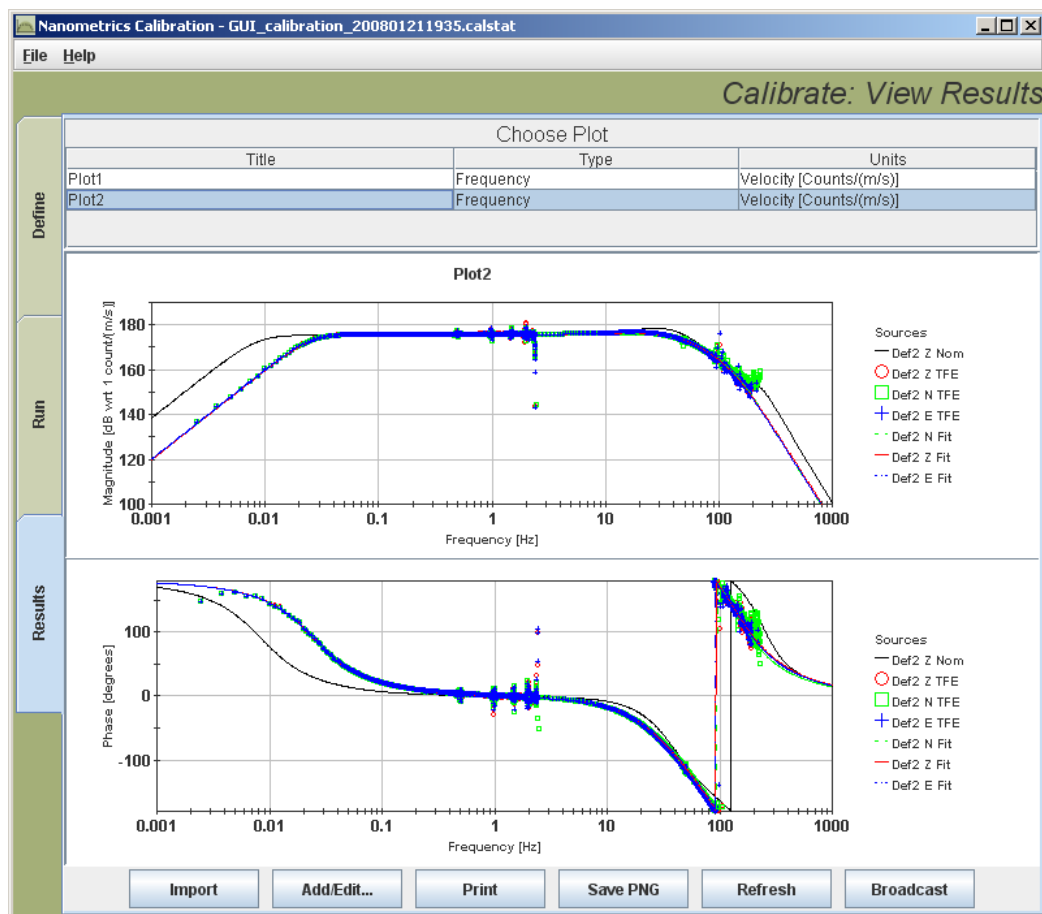 Nanometrics Calibration - GUI_calibration_200801211935.calstat
File Help
Calibrate: View Results
Define
Run
Results
Choose Plot
Title Type Units
Plot1 Frequency Velocity [Counts/(m/s)]
Plot2 Frequency Velocity [Counts/(m/s)]
Plot2
Magnitude [dB wrt 1 count/(m/s)]
180
160
140
120
100
0.001 0.01 0.1 1 10 100 1000
Frequency [Hz]
Sources
Def2 Z Nom
Def2 Z TFE
Def2 N TFE
Def2 E TFE
Def2 N Fit
Def2 Z Fit
Def2 E Fit
Phase [degrees]
100
0
-100
0.001 0.01 0.1 1 10 100 1000
Frequency [Hz]
Sources
Def2 Z Nom
Def2 Z TFE
Def2 N TFE
Def2 E TFE
Def2 N Fit
Def2 Z Fit
Def2 E Fit
Import Add/Edit... Print Save PNG Refresh Broadcast